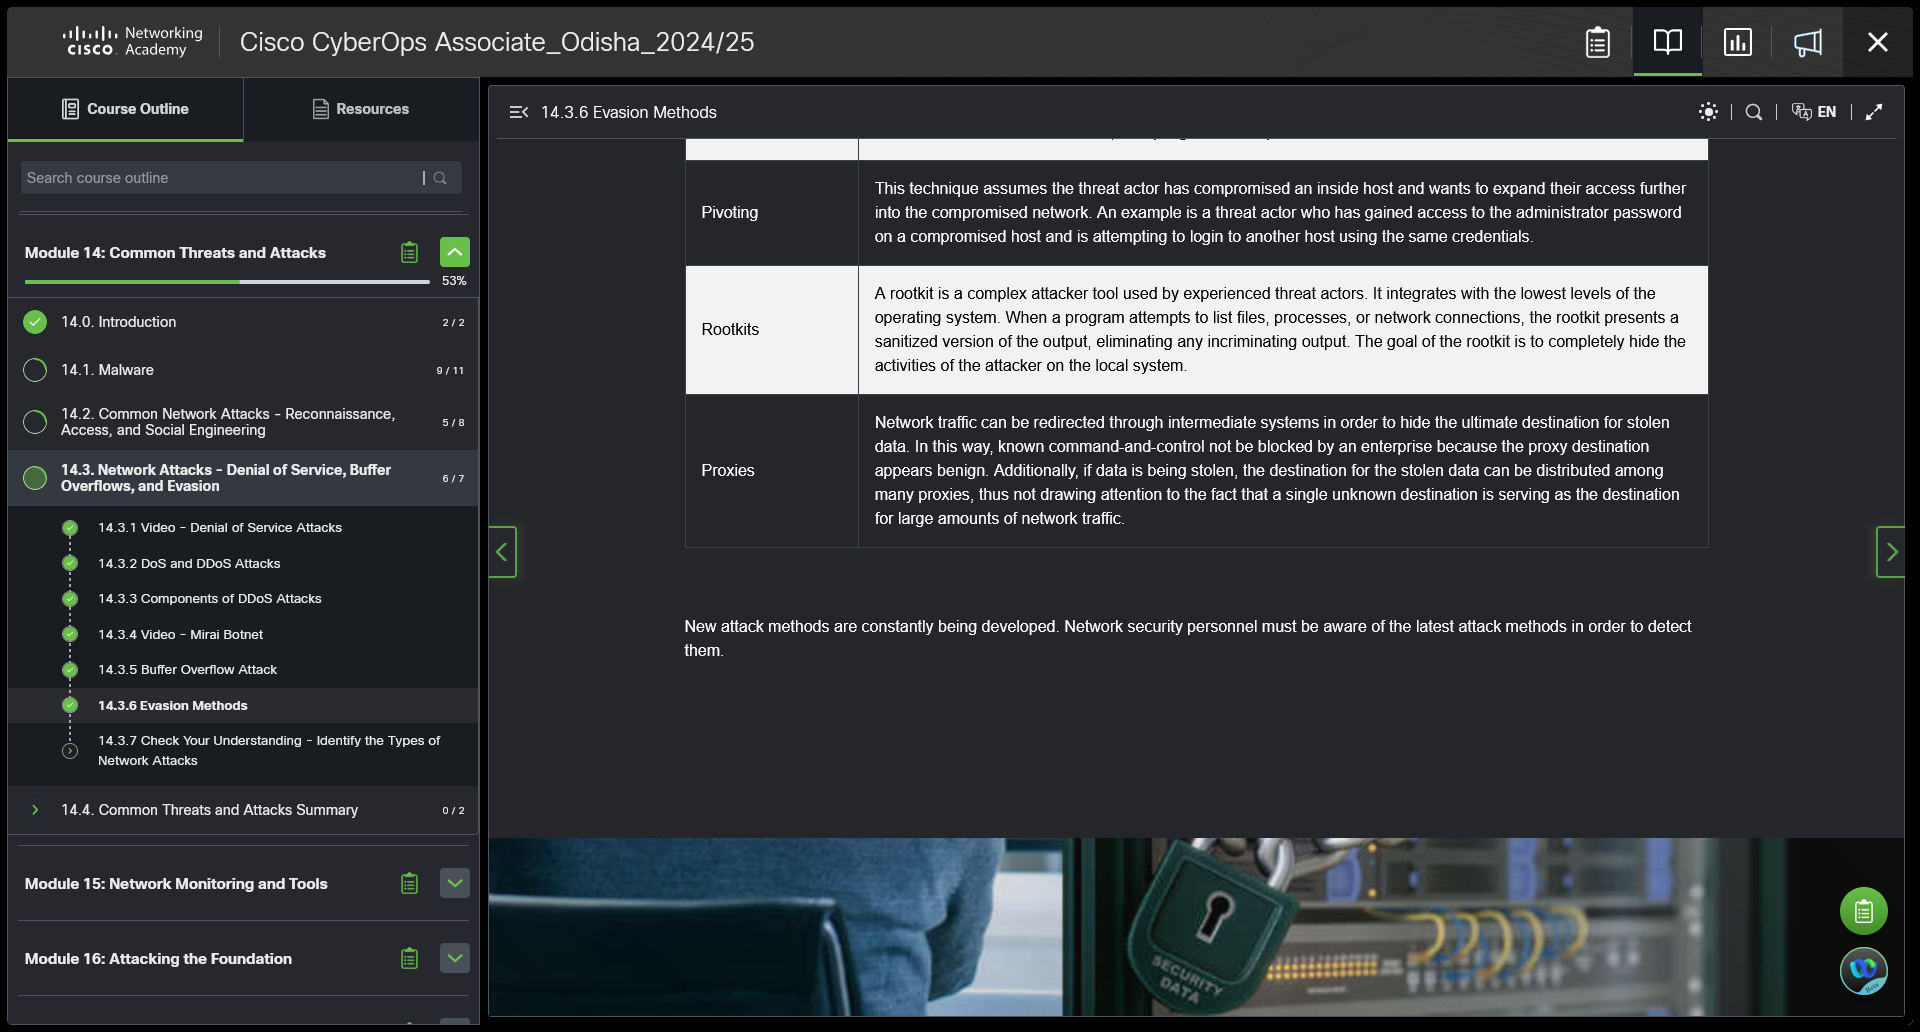 Networking
CISCO Academy
Cisco CyberOps Associate_Odisha_2024/25
Course Outline
Resources
Search course outline
Module 14: Common Threats and Attacks
53%
14.0. Introduction
2 / 2
14.1. Malware
9 / 11
14.2. Common Network Attacks - Reconnaissance,
Access, and Social Engineering
5 / 8
14.3. Network Attacks - Denial of Service, Buffer
Overflows, and Evasion
6 / 7
14.3.1 Video - Denial of Service Attacks
14.3.2 DoS and DDoS Attacks
14.3.3 Components of DDoS Attacks
14.3.4 Video - Mirai Botnet
14.3.5 Buffer Overflow Attack
14.3.6 Evasion Methods
14.3.7 Check Your Understanding - Identify the Types of
Network Attacks
14.4. Common Threats and Attacks Summary
0 / 2
Module 15: Network Monitoring and Tools
Module 16: Attacking the Foundation
14.3.6 Evasion Methods
EN
Pivoting
This technique assumes the threat actor has compromised an inside host and wants to expand their access further
into the compromised network. An example is a threat actor who has gained access to the administrator password
on a compromised host and is attempting to login to another host using the same credentials.
Rootkits
A rootkit is a complex attacker tool used by experienced threat actors. It integrates with the lowest levels of the
operating system. When a program attempts to list files, processes, or network connections, the rootkit presents a
sanitized version of the output, eliminating any incriminating output. The goal of the rootkit is to completely hide the
activities of the attacker on the local system.
Proxies
Network traffic can be redirected through intermediate systems in order to hide the ultimate destination for stolen
data. In this way, known command-and-control not be blocked by an enterprise because the proxy destination
appears benign. Additionally, if data is being stolen, the destination for the stolen data can be distributed among
many proxies, thus not drawing attention to the fact that a single unknown destination is serving as the destination
for large amounts of network traffic.
New attack methods are constantly being developed. Network security personnel must be aware of the latest attack methods in order to detect
them.
SECURITY
DATA
Beta